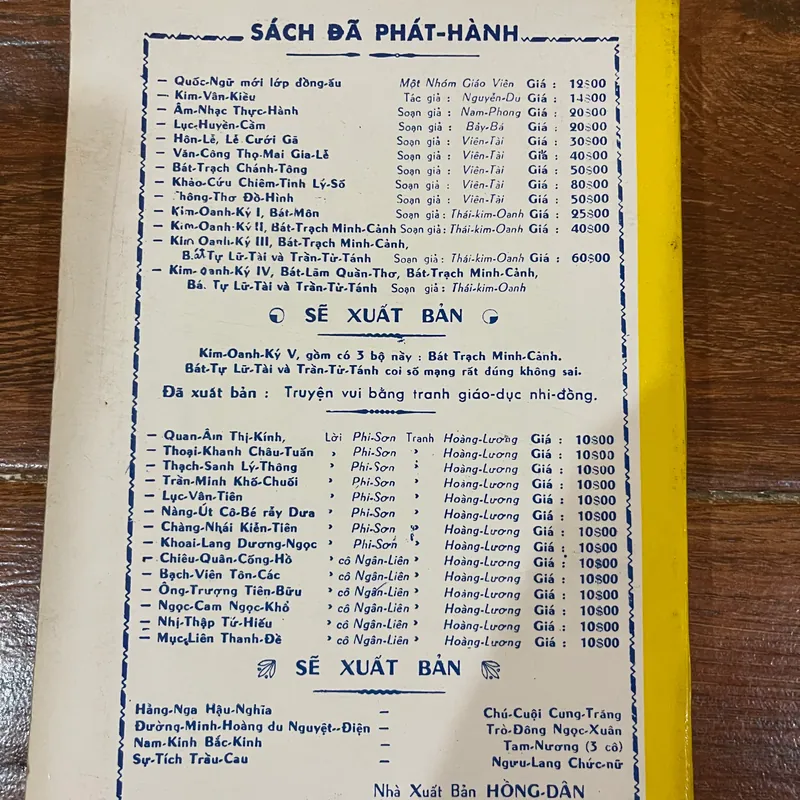 SÁCH ĐÃ PHÁT-HÀNH
— Quốc-Ngữ mới lớp đồng-ấu Một Nhóm Giáo Viên Giá : 12$00
— Kim-Vân-Kiều Tác giả : Nguyễn-Du Giá : 14$00
— Âm-Nhạc Thực-Hành Soạn giả : Nam-Phong Giá : 20$00
— Lục-Huyền-Cầm Soạn giả : Bảy-Bá Giá : 20$00
— Hôn-Lễ, Lễ Cưới Gã Soạn giả : Viên-Tài Giá : 30$00
— Văn-Công Thọ-Mai Gia-Lễ Soạn giả : Viên-Tài Giá : 40$00
— Bát-Trạch Chánh-Tông Soạn giả : Viên-Tài Giá : 50$00
— Khảo-Cứu Chiêm-Tinh Lý-Số Soạn giả : Viên-Tài Giá : 80$00
— Thông-Thơ Đồ-Hình Soạn giả : Viên-Tài Giá : 50$00
— Kim-Oanh-Ký I, Bát-Môn Soạn giả : Thái-kim-Oanh Giá : 25$00
— Kim-Oanh-Ký II, Bát-Trạch Minh-Cảnh Soạn giả : Thái-kim-Oanh Giá : 40$00
— Kim Oanh-Ký III, Bát-Trạch Minh-Cảnh,
Bát Tự Lữ-Tài và Trần-Tử-Tánh Soạn giả : Thái-kim-Oanh Giá : 60$00
— Kim-Oanh-Ký IV, Bát-Lâm Quần-Thơ, Bát-Trạch Minh-Cảnh,
Bá. Tự Lữ-Tài và Trần-Tử-Tánh Soạn giả : Thái-kim-Oanh
SẼ XUẤT BẢN
Kim-Oanh-Ký V, gồm có 3 bộ này : Bát Trạch Minh-Cảnh.
Bát-Tự Lữ-Tài và Trần-Tử-Tánh coi số mạng rất đúng không sai.
Đã xuất bản : Truyện vui bằng tranh giáo-dục nhi-đồng.
— Quan-Âm Thị-Kính, Lời Phi-Sơn Tranh Hoàng-Lương Giá : 10$00
— Thoại-Khanh Châu-Tuấn » Phi-Sơn » Hoàng-Lương Giá : 10$00
— Thạch-Sanh Lý-Thông » Phi-Sơn » Hoàng-Lương Giá : 10$00
— Trần-Minh Khố-Chuối » Phi-Sơn » Hoàng-Lương Giá : 10$00
— Lục-Vân-Tiên » Phi-Sơn » Hoàng-Lương Giá : 10$00
— Nàng-Út Cô-Bé rẫy Dưa » Phi-Sơn » Hoàng-Lương Giá : 10$00
— Chàng-Nhái Kiển-Tiên » Phi-Sơn » Hoàng-Lương Giá : 10$00
— Khoai-Lang Dương-Ngọc » Phi-Sơn » Hoàng-Lương Giá : 10$00
— Chiêu-Quân-Cống-Hồ » cô Ngân-Liên » Hoàng-Lương Giá : 10$00
— Bạch-Viên Tôn-Các » cô Ngân-Liên » Hoàng-Lương Giá : 10$00
— Ông-Trượng Tiên-Bửu » cô Ngân-Liên » Hoàng-Lương Giá : 10$00
— Ngọc-Cam Ngọc-Khổ » cô Ngân-Liên » Hoàng-Lương Giá : 10$00
— Nhị-Thập Tứ-Hiếu » cô Ngân-Liên » Hoàng-Lương Giá : 10$00
— Mục-Liên Thanh-Đề » cô Ngân-Liên » Hoàng-Lương Giá : 10$00
SẼ XUẤT BẢN
Hằng-Nga Hậu-Nghĩa — Chú-Cuội Cung-Trăng
Đường-Minh-Hoàng du Nguyệt-Điện — Trò-Đông Ngọc-Xuân
Nam-Kinh Bắc-Kinh — Tam-Nương (3 cô)
Sự-Tích Trầu-Cau — Ngưu-Lang Chức-nữ
Nhà Xuất Bản HỒNG-DÂN